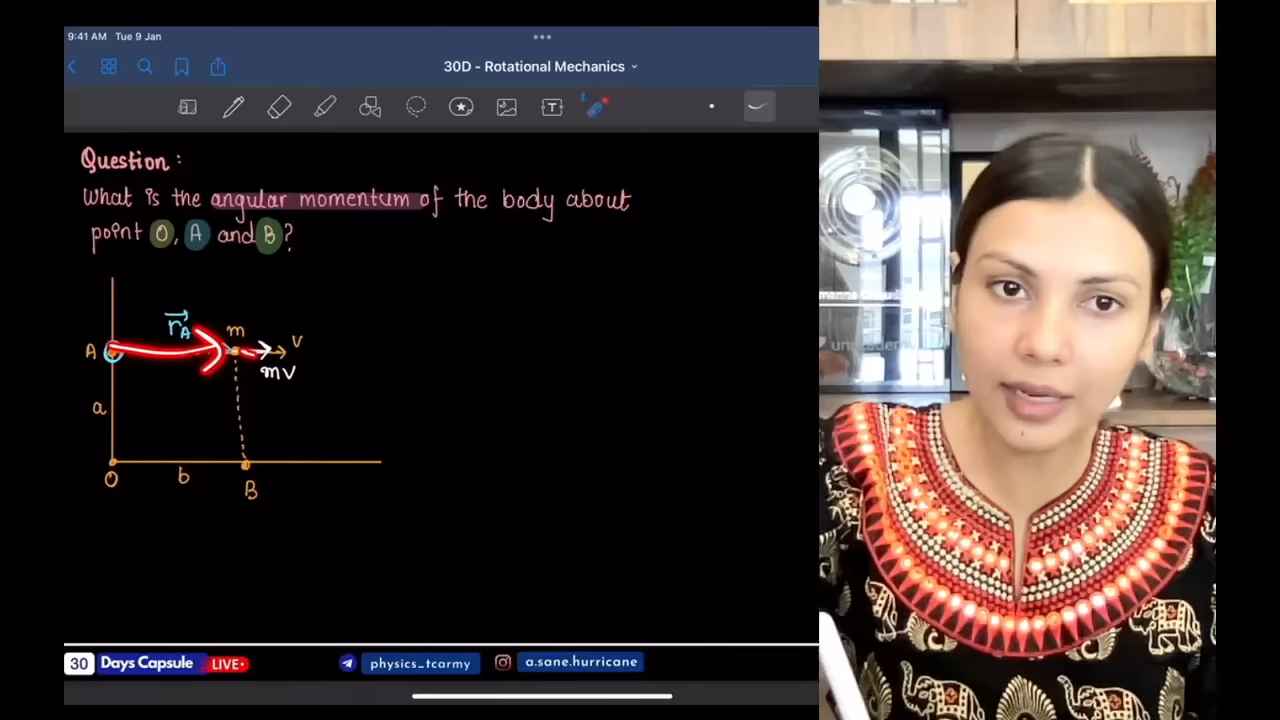 9:41 AM Tue 9 Jan
30D - Rotational Mechanics
T
Question:
What is the angular momentum of the body about
point O, A and B?
r_A
m
A
v
mv
a
O
b
B
30 Days Capsule LIVE
physics_tcarmy
a.sane.hurricane